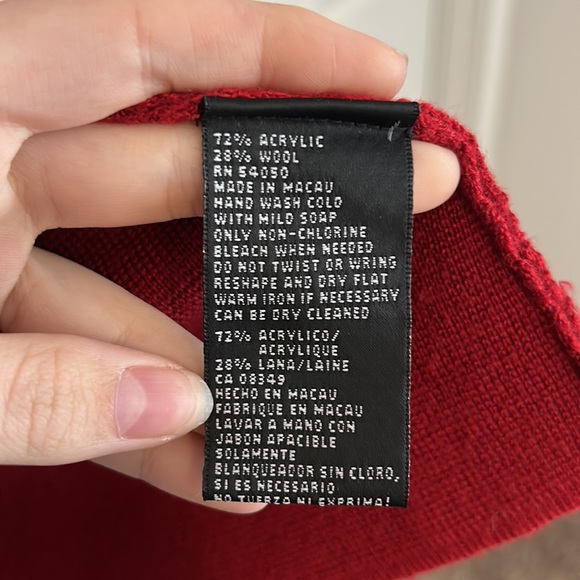 72% ACRYLIC
28% WOOL
RN 54050
MADE IN MACAU
HAND WASH COLD
WITH MILD SOAP
ONLY NON-CHLORINE
BLEACH WHEN NEEDED
DO NOT TWIST OR WRING
RESHAPE AND DRY FLAT
WARM IRON IF NECESSARY
CAN BE DRY CLEANED
72% ACRYLICO/
ACRYLIQUE
28% LANA/LAINE
CA 08349
HECHO EN MACAU
FABRIQUE EN MACAU
LAVAR A MANO CON
JABON APACIBLE
SOLAMENTE
BLANQUEADOR SIN CLORO,
SI ES NECESARIO
NO TUERZA NI EXPRIMA!